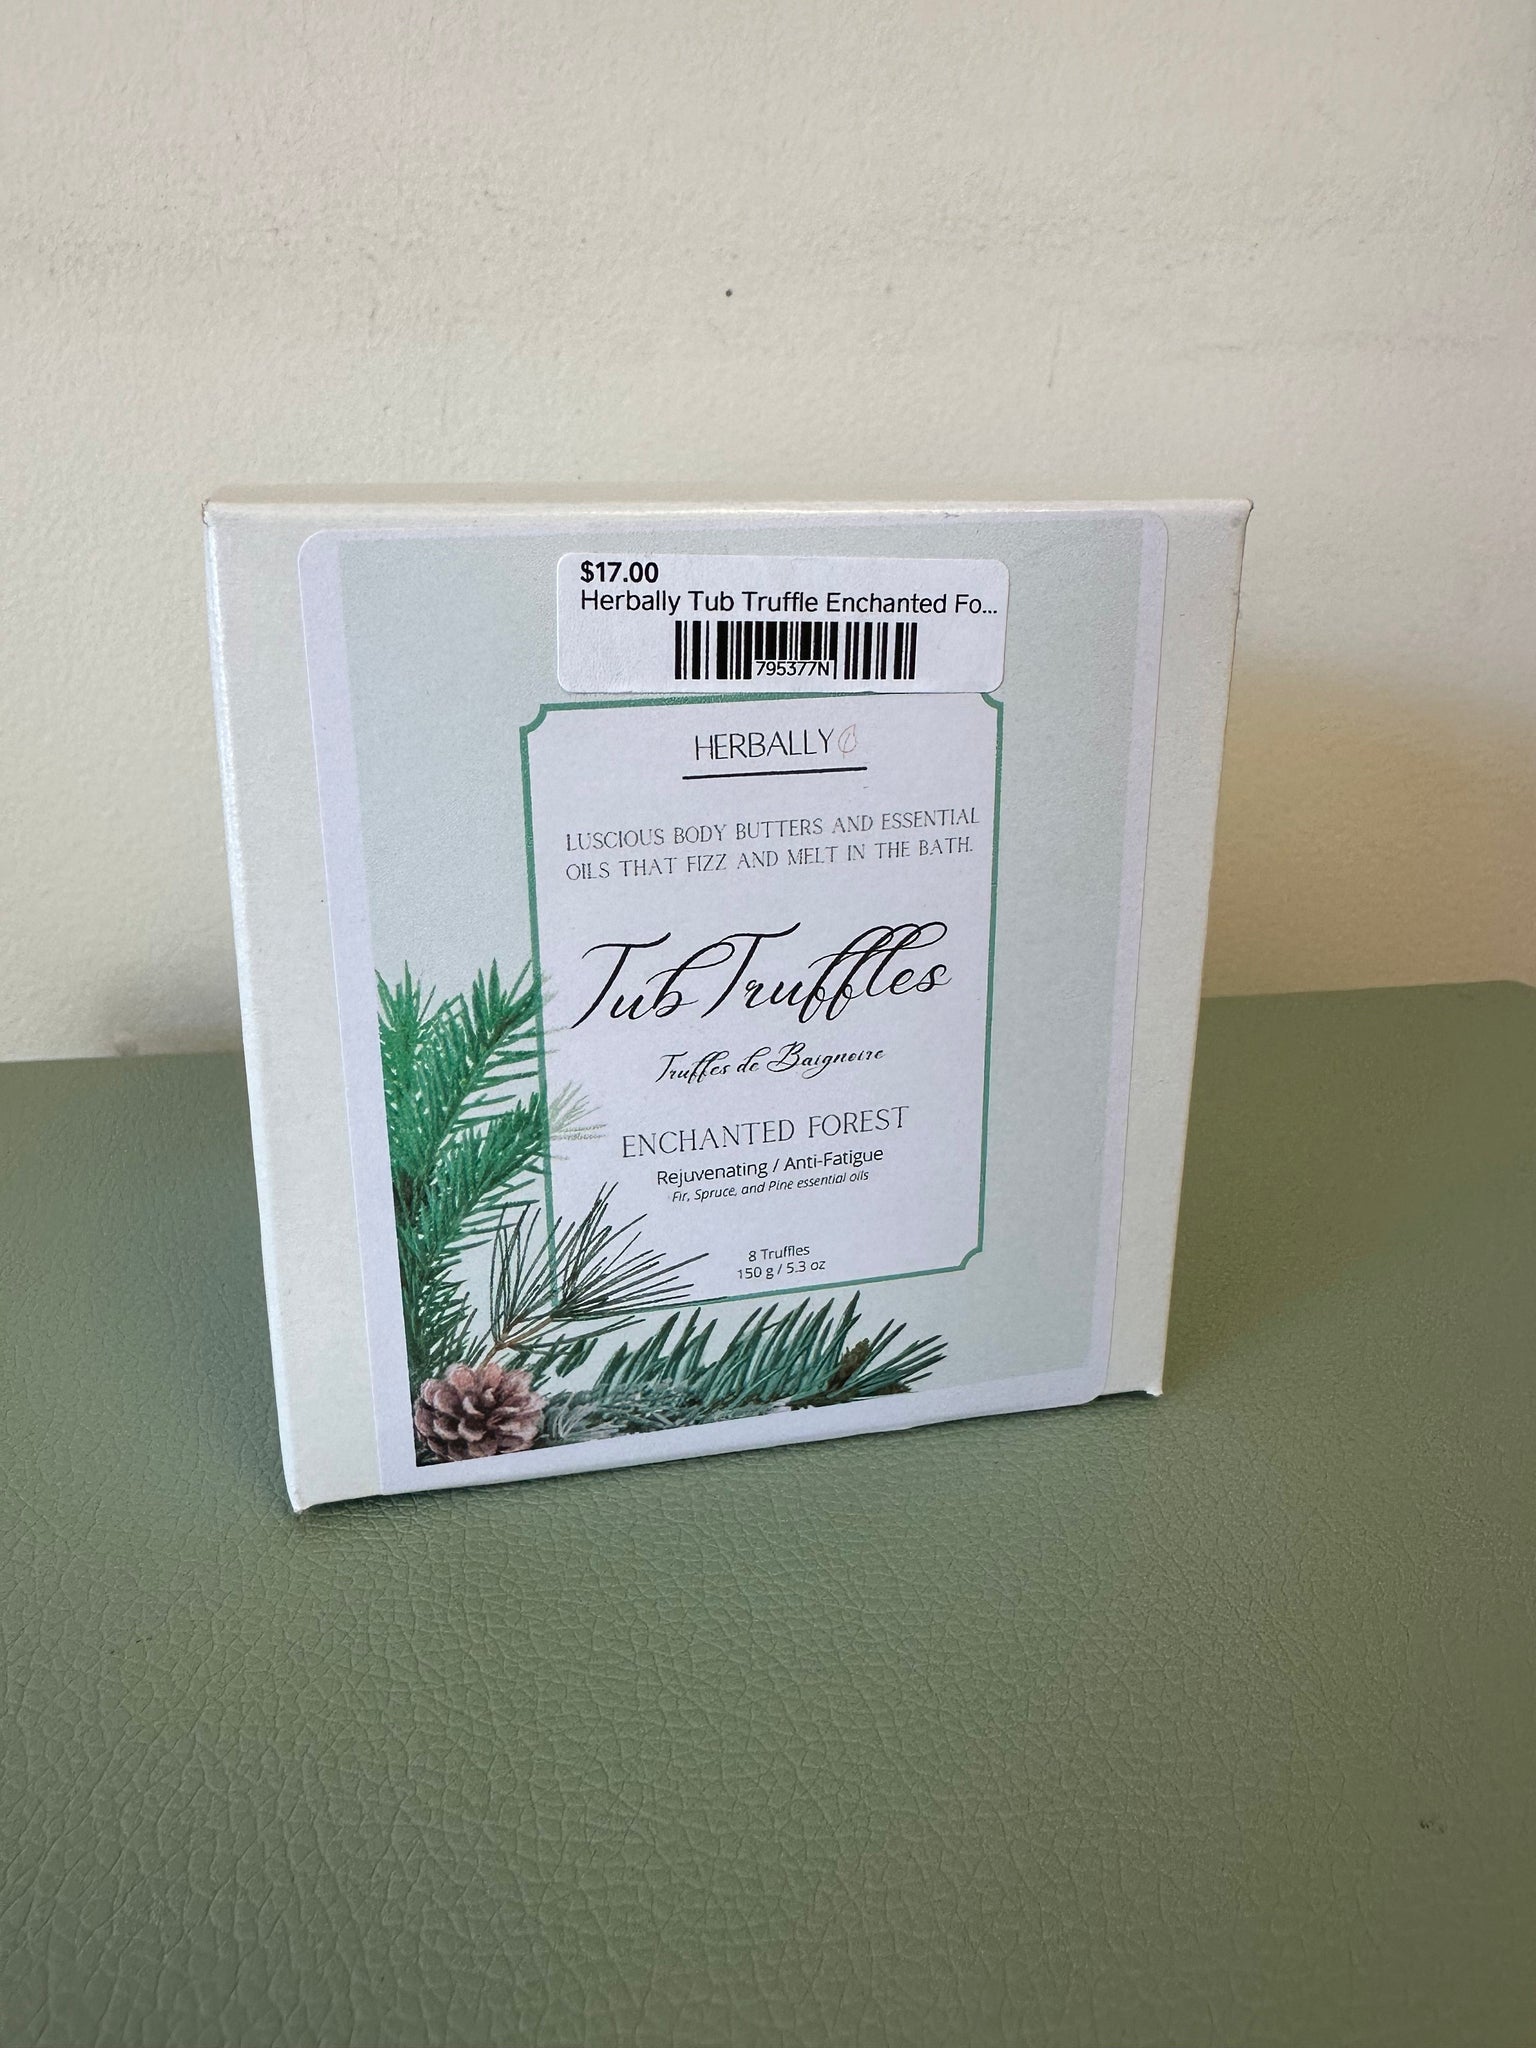 $17.00
Herbally Tub Truffle Enchanted Fo...
795377N
HERBALLY
LUSCIOUS BODY BUTTERS AND ESSENTIAL
OILS THAT FIZZ AND MELT IN THE BATH.
Tub Truffles
Truffes de Baignoire
ENCHANTED FOREST
Rejuvenating / Anti-Fatigue
Fir, Spruce, and Pine essential oils
8 Truffles
150 g / 5.3 oz